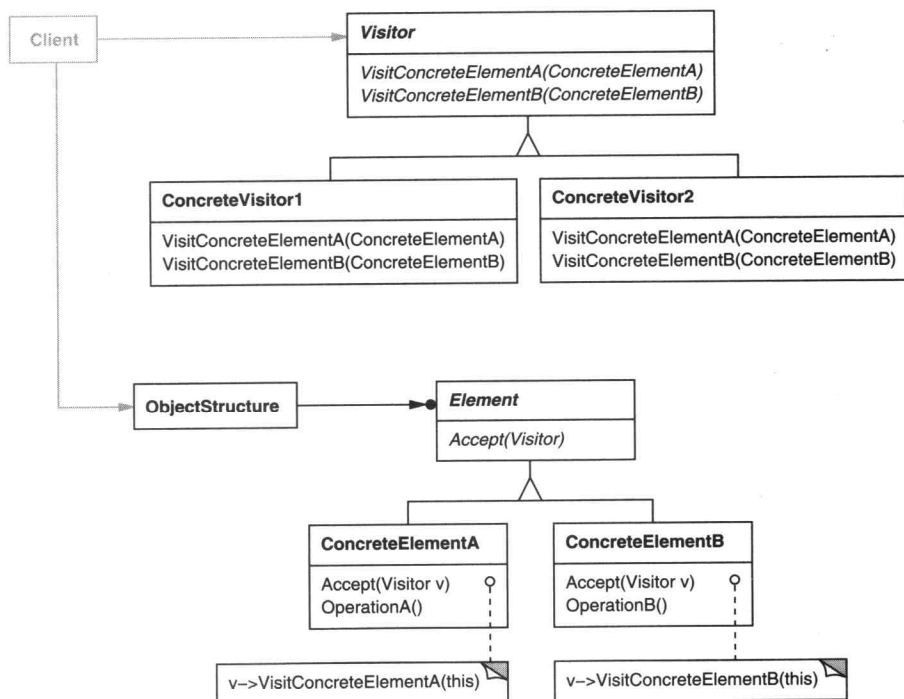 Client
Visitor
VisitConcreteElementA(ConcreteElementA)
VisitConcreteElementB(ConcreteElementB)
ConcreteVisitor1
VisitConcreteElementA(ConcreteElementA)
VisitConcreteElementB(ConcreteElementB)
ConcreteVisitor2
VisitConcreteElementA(ConcreteElementA)
VisitConcreteElementB(ConcreteElementB)
ObjectStructure
Element
Accept(Visitor)
ConcreteElementA
Accept(Visitor v)
OperationA()
v–>VisitConcreteElementA(this)
ConcreteElementB
Accept(Visitor v)
OperationB()
v–>VisitConcreteElementB(this)